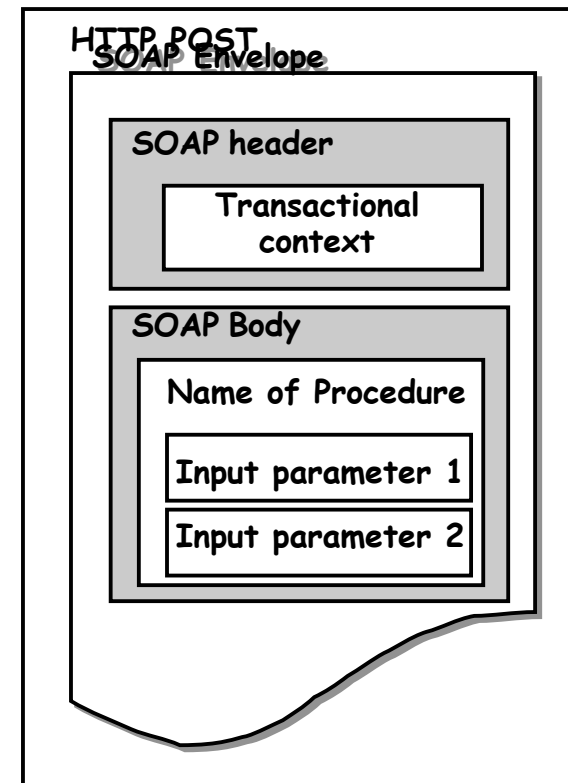 HTTP POST
SOAP Envelope
SOAP header
Transactional
context
SOAP Body
Name of Procedure
Input parameter 1
Input parameter 2